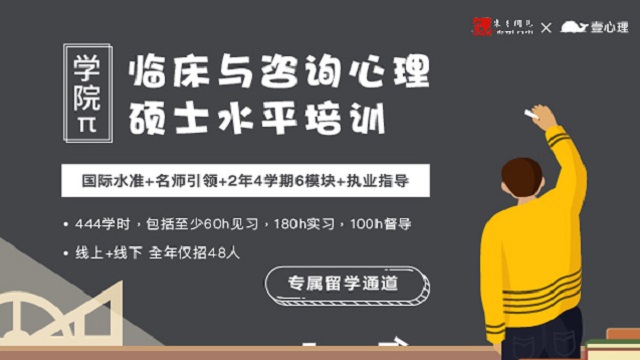 壹心理
学院π
临床与咨询心理
硕士水平培训
国际水准+名师引领+2年4学期6模块+执业指导
• 444学时，包括至少60h见习，180h实习，100h督导
• 线上+线下 全年仅招48人
专属留学通道